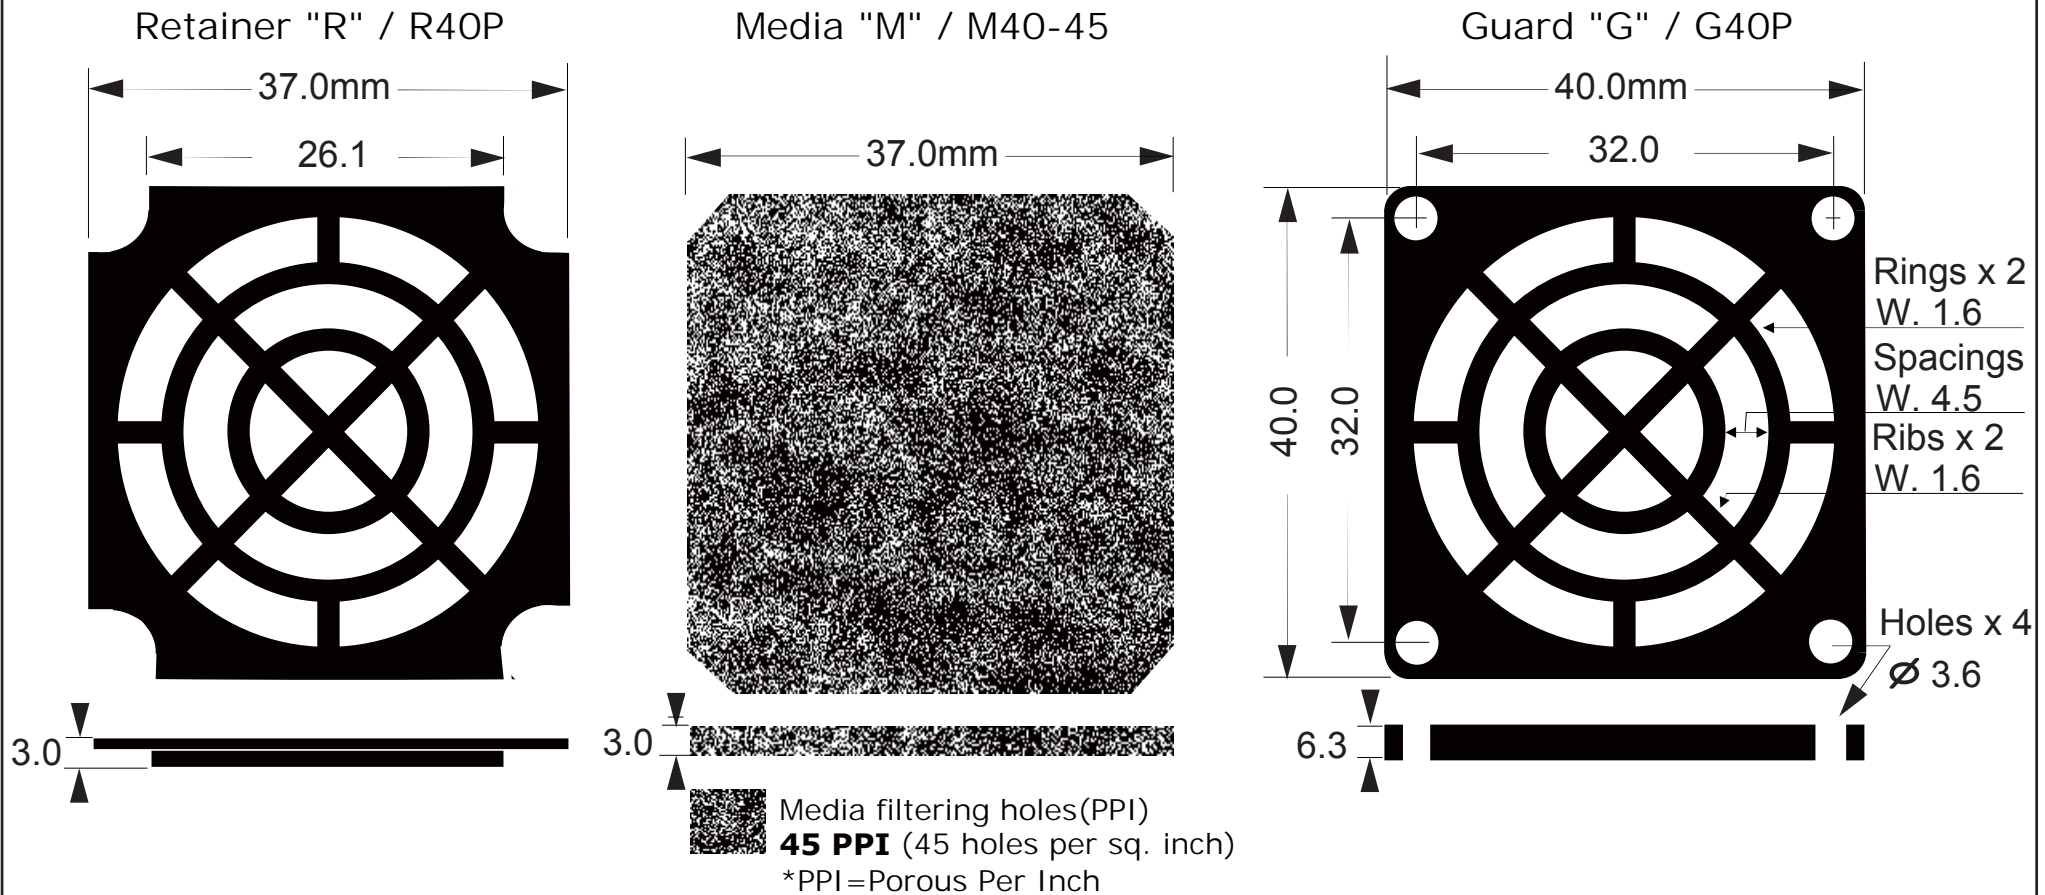 Retainer "R" / R40P
37.0mm
26.1
3.0
Media "M" / M40-45
37.0mm
3.0
Media filtering holes(PPI)
45 PPI (45 holes per sq. inch)
*PPI=Porous Per Inch
Guard "G" / G40P
40.0mm
32.0
40.0
32.0
Rings x 2
W. 1.6
Spacings
W. 4.5
Ribs x 2
W. 1.6
Holes x 4
Ø 3.6
6.3